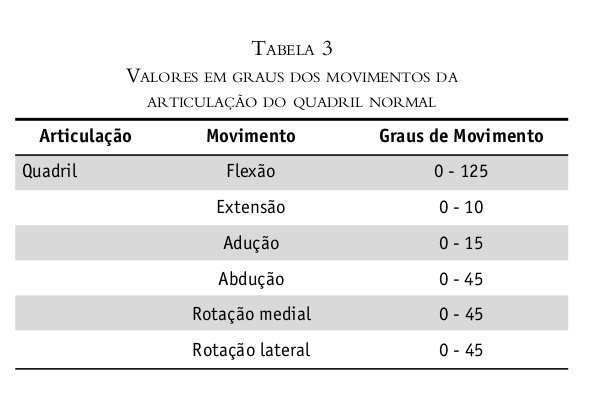 Tabela 3
Valores em graus dos movimentos da
articulação do quadril normal
Articulação Movimento Graus de Movimento
Quadril Flexão 0 - 125
Extensão 0 - 10
Adução 0 - 15
Abdução 0 - 45
Rotação medial 0 - 45
Rotação lateral 0 - 45